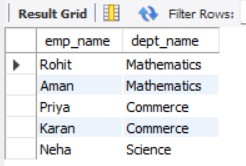 Result Grid Filter Rows:
emp_name dept_name
Rohit Mathematics
Aman Mathematics
Priya Commerce
Karan Commerce
Neha Science